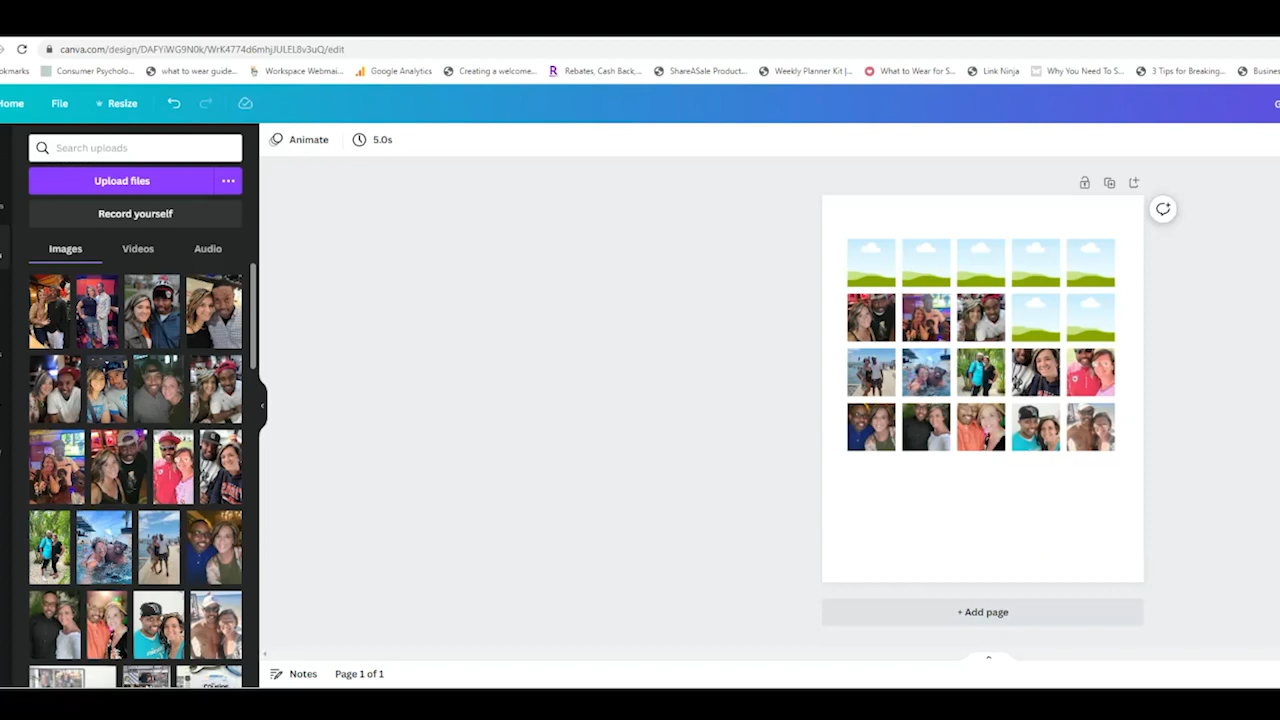 canva.com/design/DAFYiWG9N0k/WrK4774d6mhjJULEL8v3uQ/edit
okmarks Consumer Psycholo... what to wear guide... Workspace Webmai... Google Analytics Creating a welcome... Rebates, Cash Back,... ShareASale Product... Weekly Planner Kit |... What to Wear for S... Link Ninja Why You Need To S... 3 Tips for Breaking... Busines
Home File Resize G
Animate 5.0s
Search uploads
Upload files
Record yourself
Images Videos Audio
+ Add page
Notes Page 1 of 1